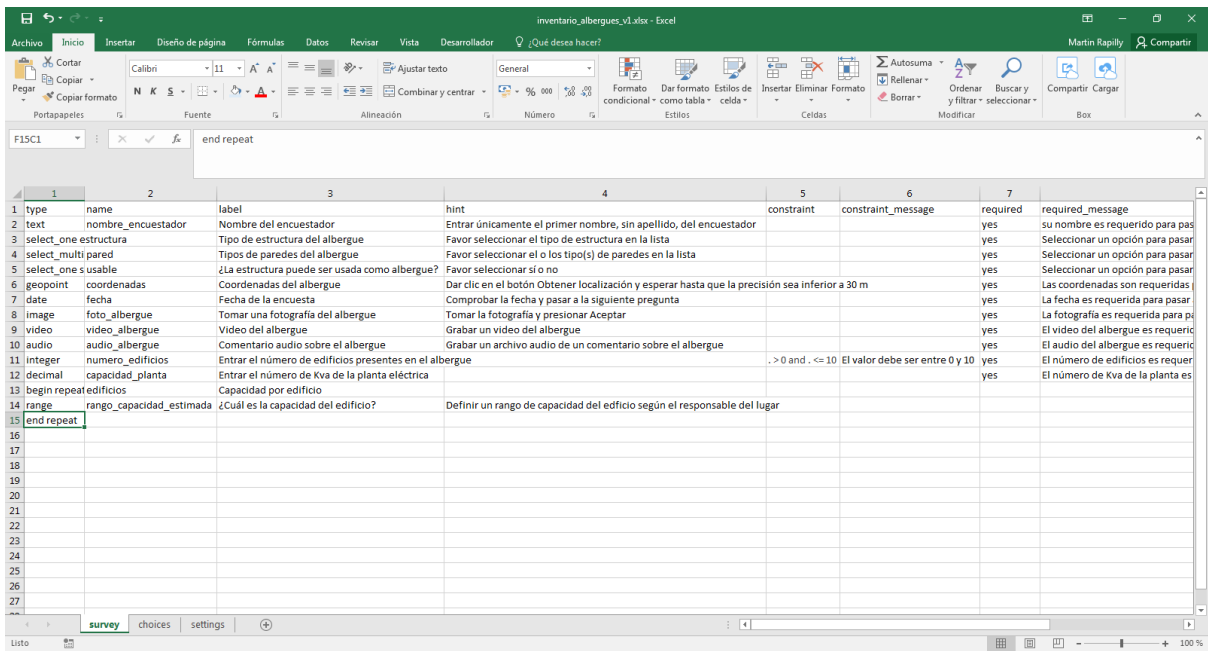 inventario_albergues_v1.xlsx - Excel
Archivo Inicio Insertar Diseño de página Fórmulas Datos Revisar Vista Desarrollador ¿Qué desea hacer? Martin Rapilly Compartir
Pegar Cortar Copiar Copiar formato Portapapeles
Calibri 11 N K S Fuente
Ajustar texto Combinar y centrar Alineación
General % 000 Número
Formato condicional Dar formato como tabla Estilos de celda Estilos
Insertar Eliminar Formato Celdas
Autosuma Rellenar Borrar Ordenar y filtrar Buscar y seleccionar Modificar
Compartir Cargar Box
F15C1 fx end repeat
1 2 3 4 5 6 7
1 type name label hint constraint constraint_message required required_message
2 text nombre_encuestador Nombre del encuestador Entrar únicamente el primer nombre, sin apellido, del encuestador yes su nombre es requerido para pas
3 select_one estructura Tipo de estructura del albergue Favor seleccionar el tipo de estructura en la lista yes Seleccionar un opción para pasar
4 select_multi pared Tipos de paredes del albergue Favor seleccionar el o los tipo(s) de paredes en la lista yes Seleccionar un opción para pasar
5 select_one s usable ¿La estructura puede ser usada como albergue? Favor seleccionar sí o no yes Seleccionar un opción para pasar
6 geopoint coordenadas Coordenadas del albergue Dar clic en el botón Obtener localización y esperar hasta que la precisión sea inferior a 30 m yes Las coordenadas son requeridas
7 date fecha Fecha de la encuesta Comprobar la fecha y pasar a la siguiente pregunta yes La fecha es requerida para pasar
8 image foto_albergue Tomar una fotografía del albergue Tomar la fotografía y presionar Aceptar yes La fotografía es requerida para pa
9 video video_albergue Video del albergue Grabar un video del albergue yes El video del albergue es requeric
10 audio audio_albergue Comentario audio sobre el albergue Grabar un archivo audio de un comentario sobre el albergue yes El audio del albergue es requeric
11 integer numero_edificios Entrar el número de edificios presentes en el albergue . > 0 and . <= 10 El valor debe ser entre 0 y 10 yes El número de edificios es requer
12 decimal capacidad_planta Entrar el número de Kva de la planta eléctrica yes El número de Kva de la planta es
13 begin repeat edificios Capacidad por edificio
14 range rango_capacidad_estimada ¿Cuál es la capacidad del edificio? Definir un rango de capacidad del edficio según el responsable del lugar
15 end repeat
16
17
18
19
20
21
22
23
24
25
26
27
survey choices settings
Listo 100 %